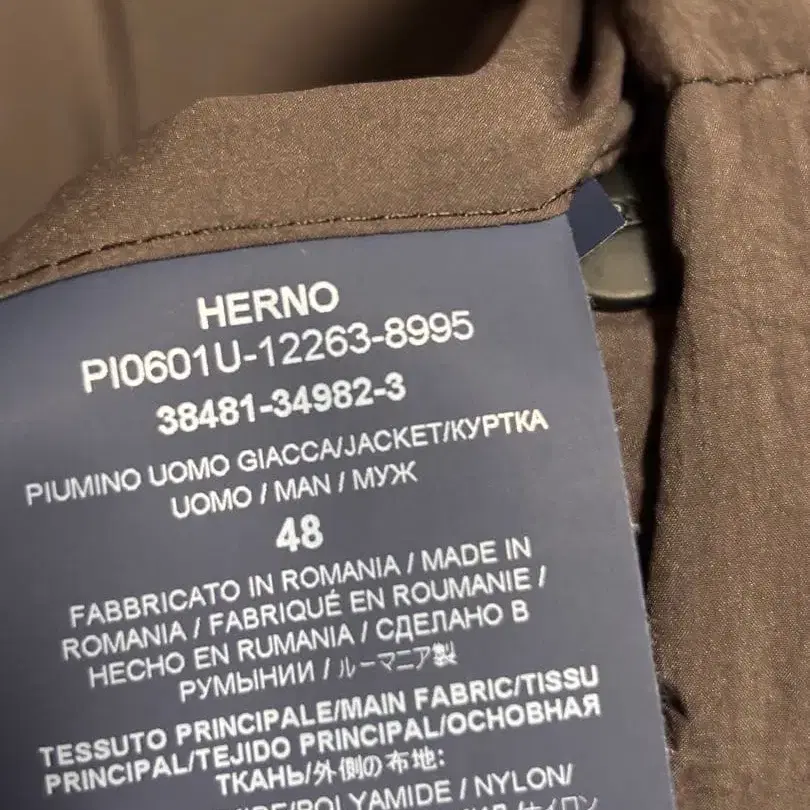 HERNO
PI0601U-12263-8995
38481-34982-3
PIUMINO UOMO GIACCA/JACKET/КУРТКА
UOMO / MAN / МУЖ
48
FABBRICATO IN ROMANIA / MADE IN
ROMANIA / FABRIQUÉ EN ROUMANIE /
HECHO EN RUMANIA / СДЕЛАНО В
РУМЫНИИ / ルーマニア製
TESSUTO PRINCIPALE/MAIN FABRIC/TISSU
PRINCIPAL/TEJIDO PRINCIPAL/ОСНОВНАЯ
ТКАНЬ/外側の布地:
/POLYAMIDE / NYLON/